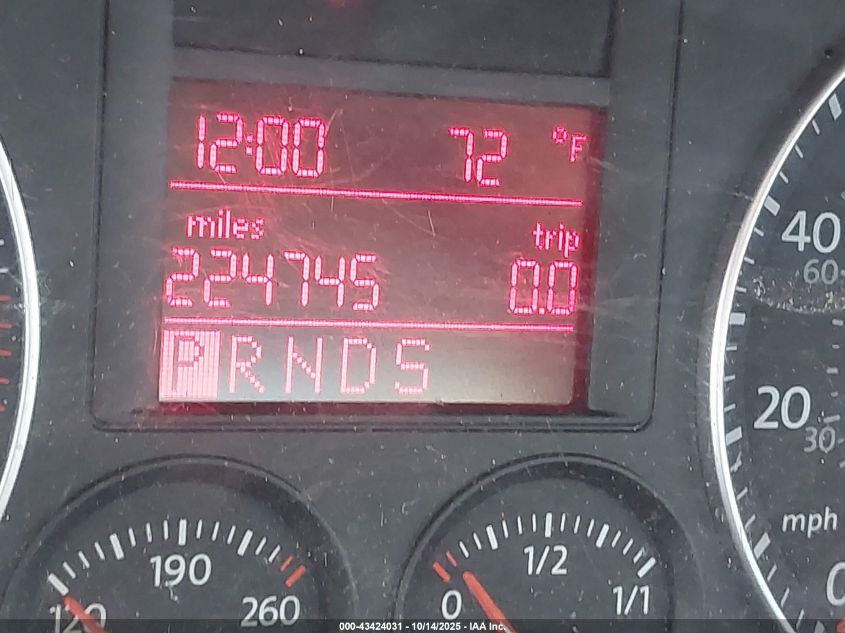 12:00 72 °F
miles trip
224745 0.0
P R N D S
40
60
20
30
mph
0
120 190 260
0 1/2 1/1
000-43424031 - 10/14/2025 - IAA Inc.